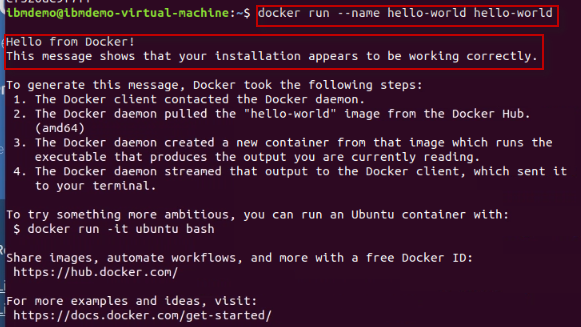 ibmdemo@ibmdemo-virtual-machine:~$ docker run --name hello-world hello-world
Hello from Docker!
This message shows that your installation appears to be working correctly.
To generate this message, Docker took the following steps:
1. The Docker client contacted the Docker daemon.
2. The Docker daemon pulled the "hello-world" image from the Docker Hub.
(amd64)
3. The Docker daemon created a new container from that image which runs the
executable that produces the output you are currently reading.
4. The Docker daemon streamed that output to the Docker client, which sent it
to your terminal.
To try something more ambitious, you can run an Ubuntu container with:
$ docker run -it ubuntu bash
Share images, automate workflows, and more with a free Docker ID:
https://hub.docker.com/
For more examples and ideas, visit:
https://docs.docker.com/get-started/